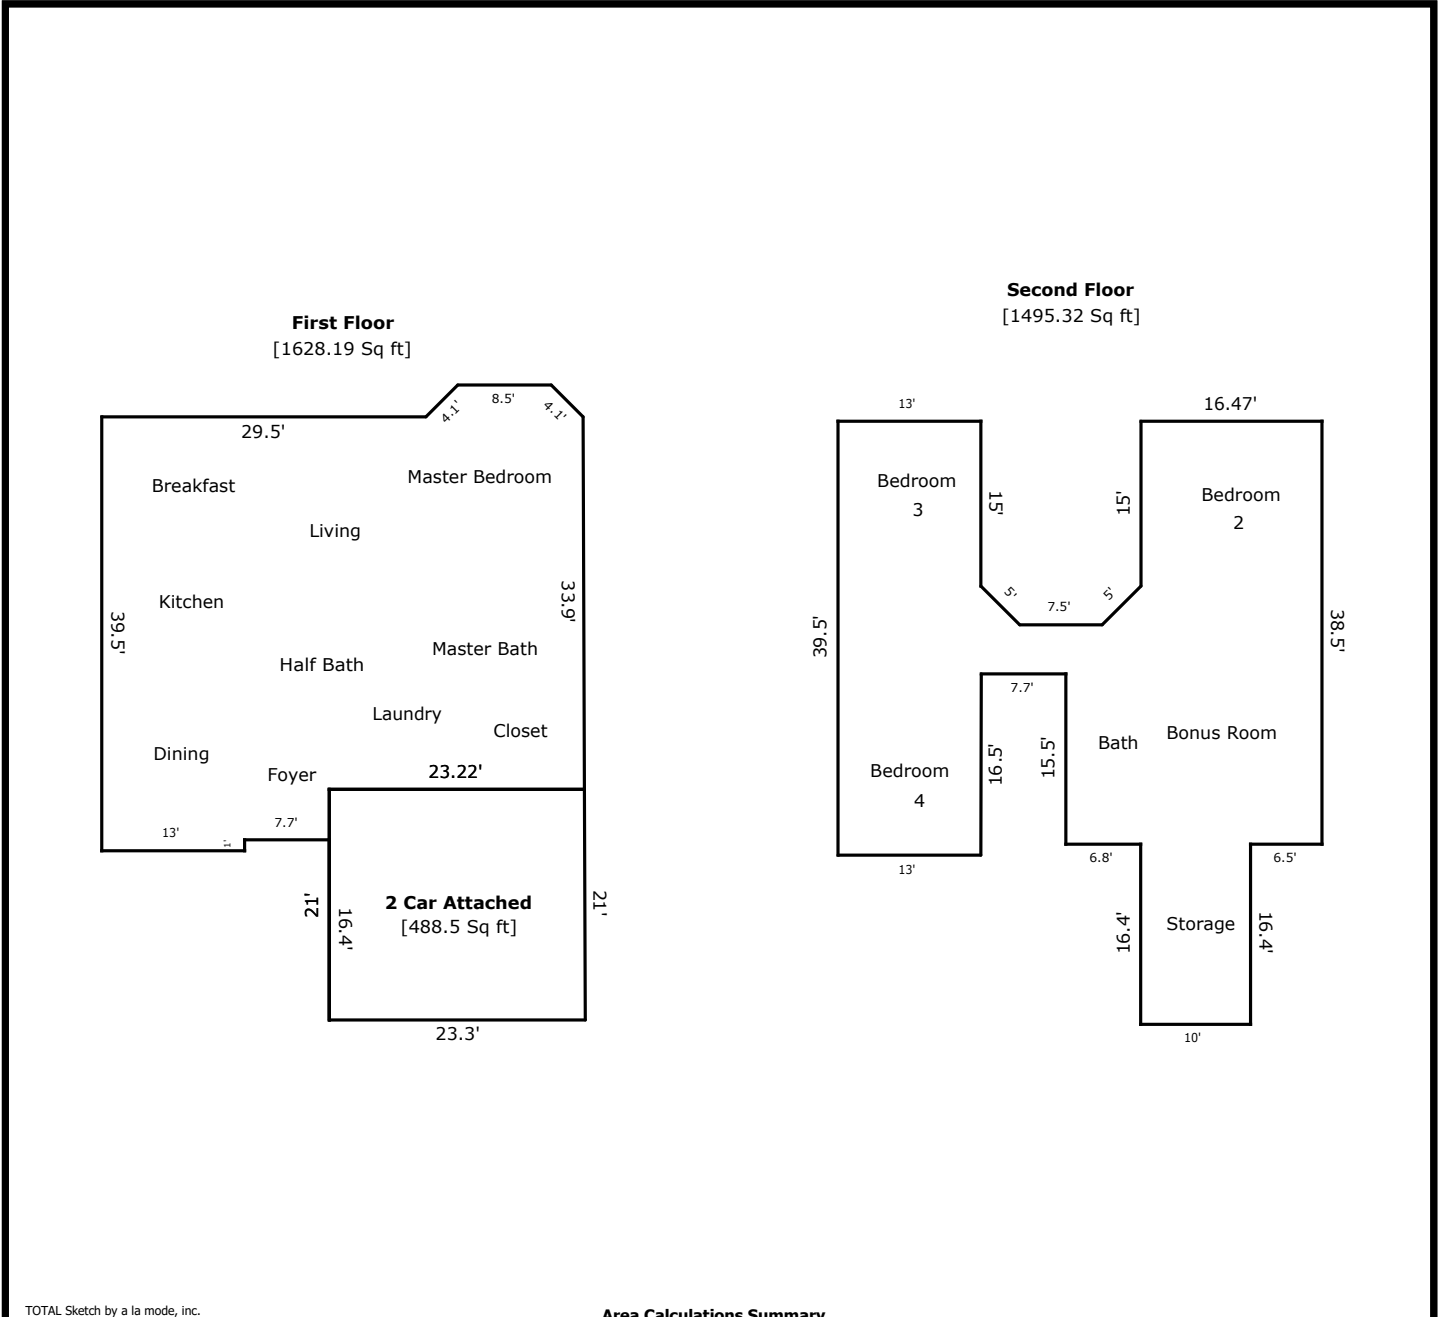 First Floor
[1628.19 Sq ft]
8.5'
4.1'
4.1'
29.5'
Breakfast
Master Bedroom
Living
Kitchen
39.5'
33.9'
Half Bath
Master Bath
Laundry
Closet
Dining
Foyer
23.22'
13'
1'
7.7'
21'
16.4'
2 Car Attached
[488.5 Sq ft]
21'
23.3'
Second Floor
[1495.32 Sq ft]
13'
16.47'
Bedroom
3
15'
15'
Bedroom
2
5'
7.5'
5'
39.5'
38.5'
7.7'
Bedroom
4
16.5'
15.5'
Bath
Bonus Room
13'
6.8'
6.5'
16.4'
Storage
16.4'
10'
TOTAL Sketch by a la mode, inc.
Area Calculations Summary